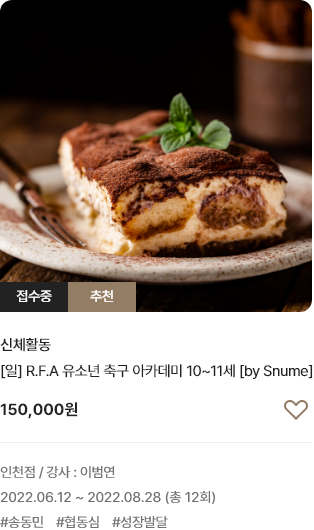 접수중 추천
신체활동
[일] R.F.A 유소년 축구 아카데미 10~11세 [by Snume]
150,000원
인천점 / 강사 : 이범연
2022.06.12 ~ 2022.08.28 (총 12회)
#송동민 #협동심 #성장발달